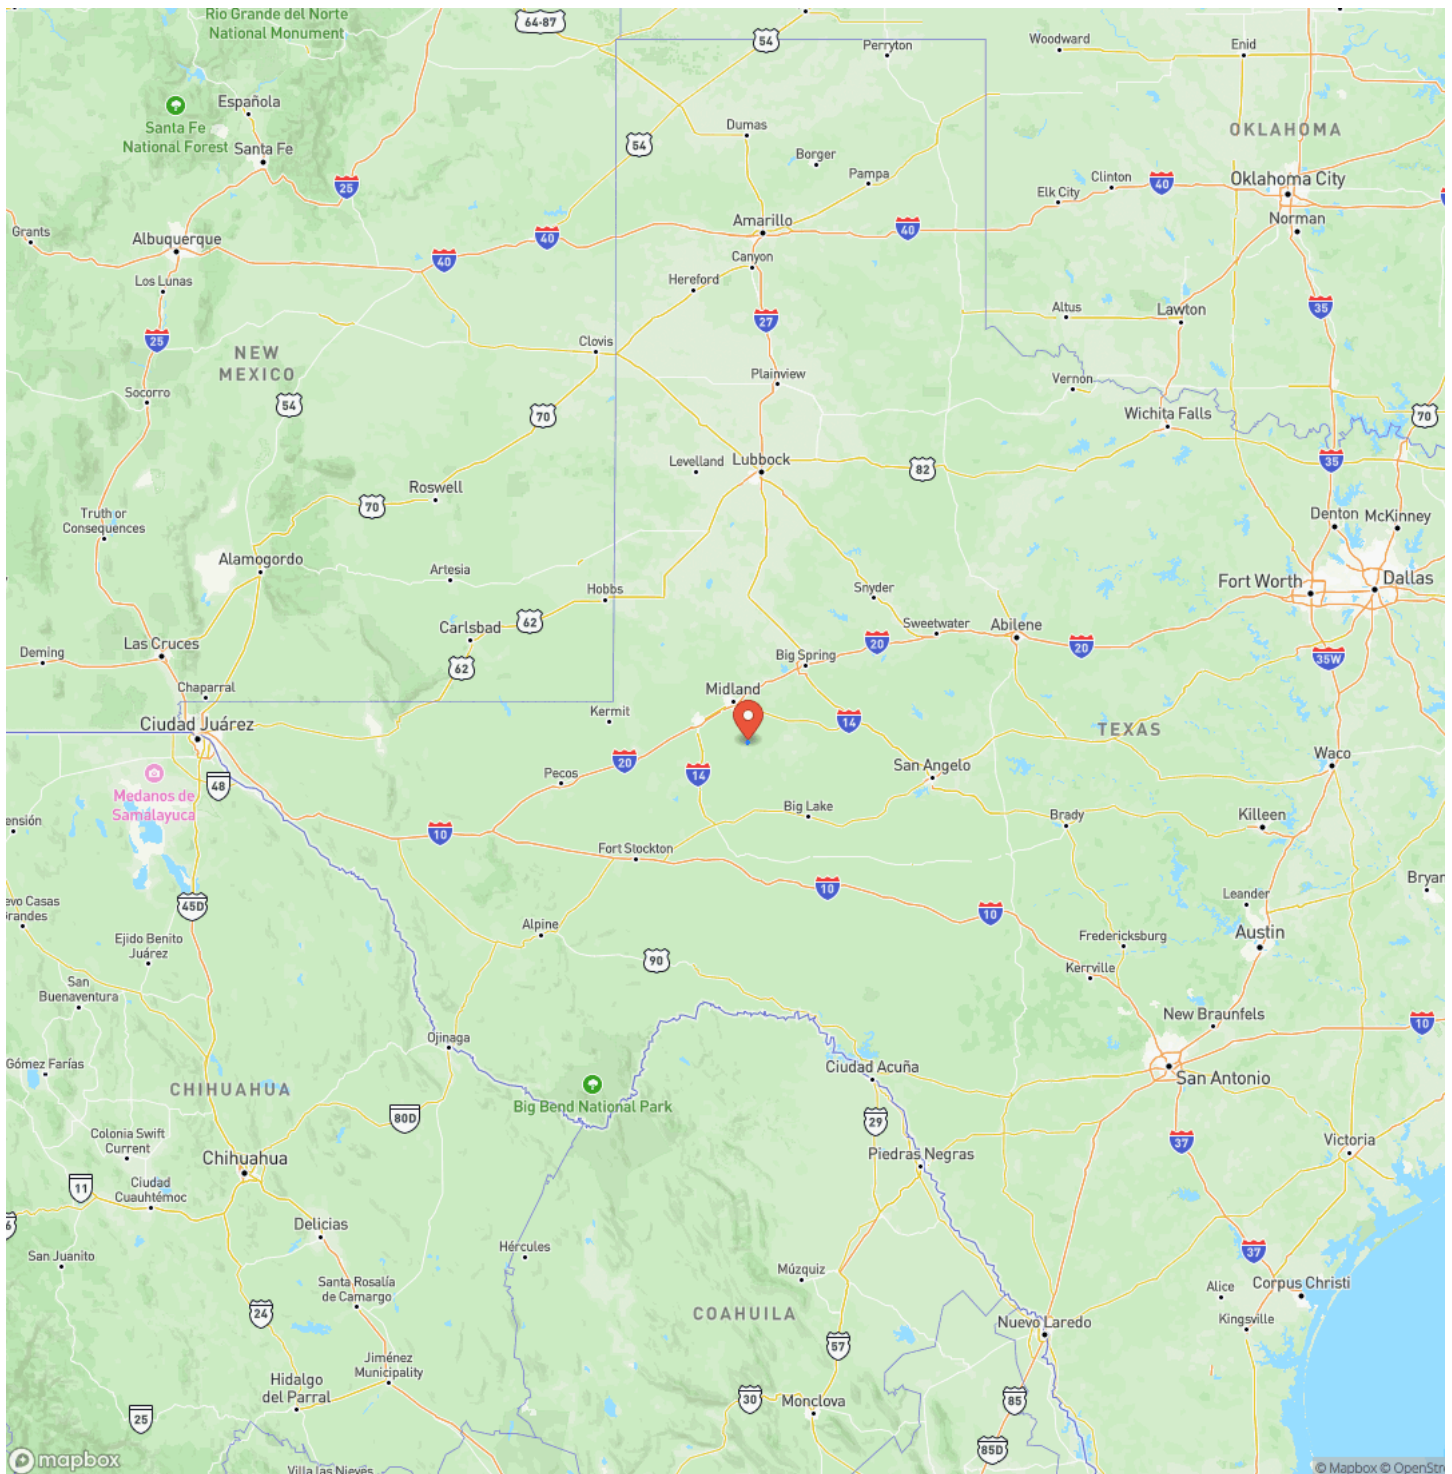 Rio Grande del Norte
National Monument
64-87
54
Perryton
Woodward
Enid
Española
Santa Fe
National Forest
Santa Fe
25
54
Dumas
Borger
Pampa
OKLAHOMA
Clinton
Elk City
40
Oklahoma City
Norman
Grants
Albuquerque
Los Lunas
40
40
Amarillo
40
Canyon
Hereford
27
Altus
Lawton
35
25
NEW
MEXICO
Clovis
Plainview
Vernon
Socorro
54
70
Wichita Falls
70
Levelland
Lubbock
82
35
Roswell
70
Truth or
Consequences
Denton
McKinney
Alamogordo
Artesia
Hobbs
Snyder
Fort Worth
Dallas
Carlsbad
62
62
Sweetwater
Abilene
20
20
35W
Las Cruces
Deming
Chaparral
Big Spring
Midland
Kermit
14
TEXAS
Ciudad Juárez
Waco
48
Medanos de
Samalayuca
Pecos
20
14
San Angelo
ensión
10
Big Lake
Brady
Killeen
Fort Stockton
10
10
Bryan
Leander
Austin
evo Casas
Grandes
45D
Ejido Benito
Juárez
Alpine
90
Fredericksburg
Kerrville
San
Buenaventura
New Braunfels
10
Ojinaga
Gómez Farías
CHIHUAHUA
Big Bend National Park
Ciudad Acuña
San Antonio
80D
29
37
Colonia Swift
Current
Chihuahua
Piedras Negras
Victoria
11
Ciudad
Cuauhtémoc
Delicias
San Juanito
Hércules
Múzquiz
37
Santa Rosalía
de Camargo
24
Alice
Corpus Christi
Kingsville
COAHUILA
Nuevo Laredo
57
Jiménez
Municipality
Hidalgo
del Parral
25
30
Monclova
85
85D
mapbox
Villa las Nieves
© Mapbox © OpenStre